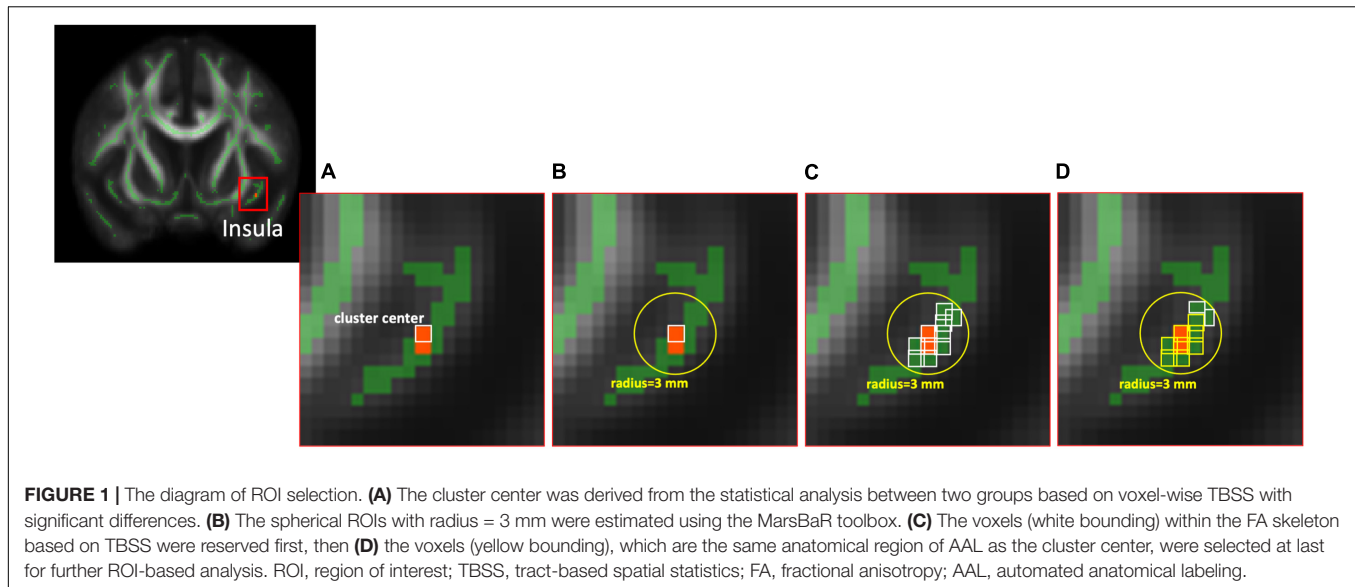 Insula
A
B
C
D
cluster center
radius=3 mm
radius=3 mm
radius=3 mm
FIGURE 1 | The diagram of ROI selection. (A) The cluster center was derived from the statistical analysis between two groups based on voxel-wise TBSS with
significant differences. (B) The spherical ROIs with radius = 3 mm were estimated using the MarsBaR toolbox. (C) The voxels (white bounding) within the FA skeleton
based on TBSS were reserved first, then (D) the voxels (yellow bounding), which are the same anatomical region of AAL as the cluster center, were selected at last
for further ROI-based analysis. ROI, region of interest; TBSS, tract-based spatial statistics; FA, fractional anisotropy; AAL, automated anatomical labeling.